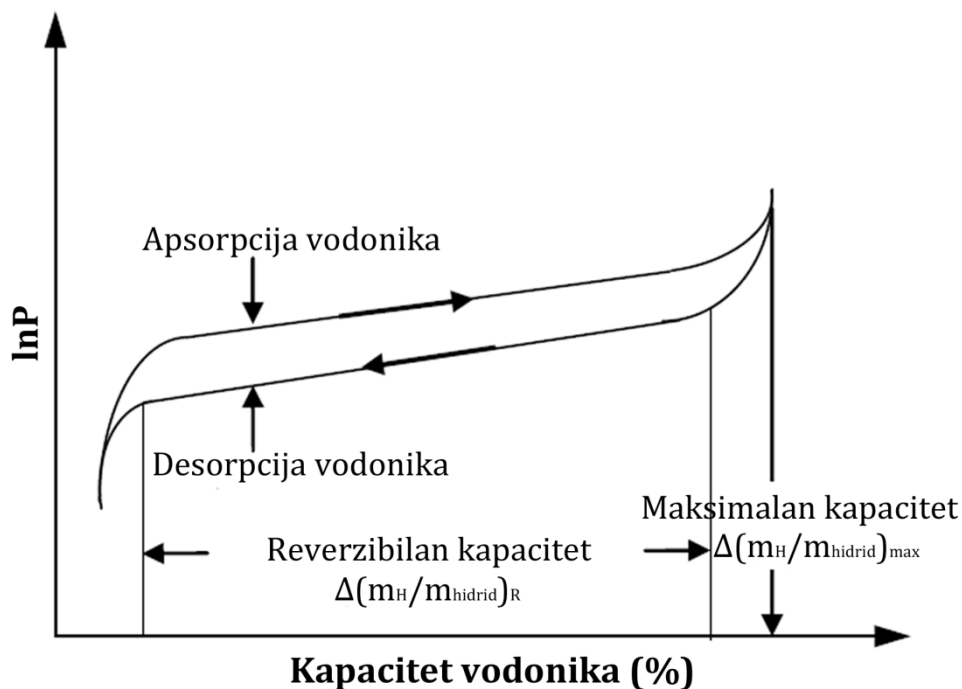 Apsorpcija vodonika
lnP
Desorpcija vodonika
Maksimalan kapacitet
Δ(mH/mhidrid)max
Reverzibilan kapacitet
Δ(mH/mhidrid)R
Kapacitet vodonika (%)